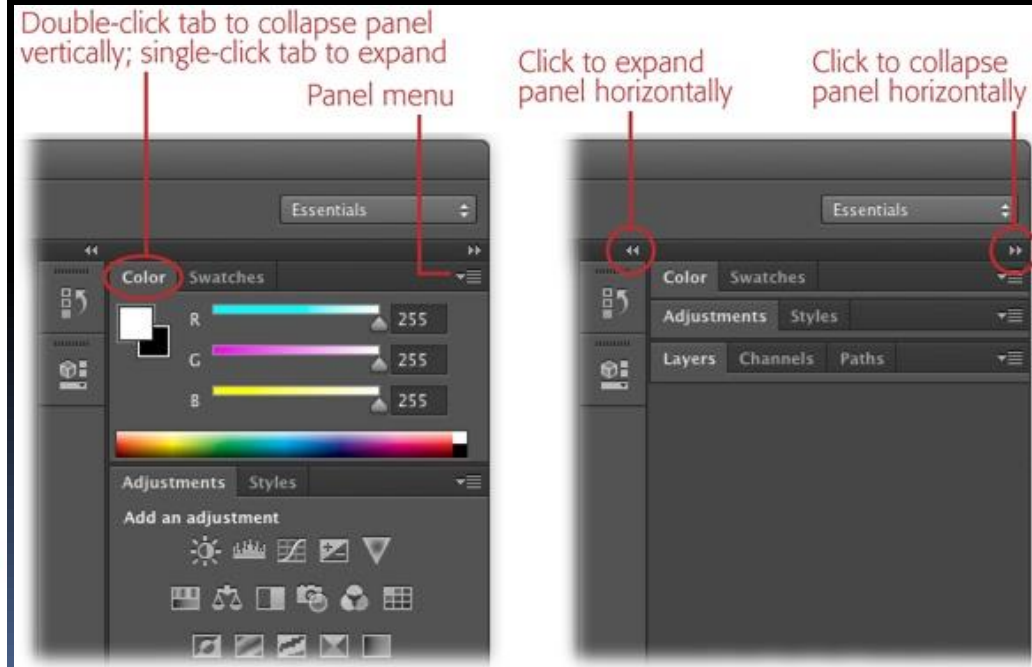 Double-click tab to collapse panel
vertically; single-click tab to expand
Panel menu
Essentials
Color Swatches
R 255
G 255
B 255
Adjustments Styles
Add an adjustment
Click to expand
panel horizontally
Click to collapse
panel horizontally
Essentials
Color Swatches
Adjustments Styles
Layers Channels Paths